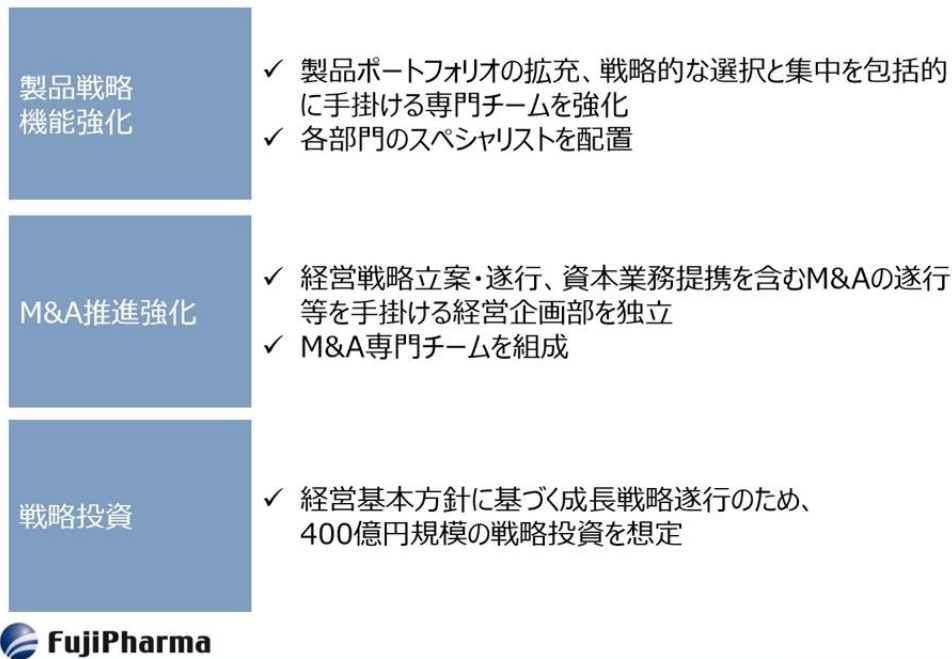 製品戦略
機能強化
✓ 製品ポートフォリオの拡充、戦略的な選択と集中を包括的
に手掛ける専門チームを強化
✓ 各部門のスペシャリストを配置
M&A推進強化
✓ 経営戦略立案・遂行、資本業務提携を含むM&Aの遂行
等を手掛ける経営企画部を独立
✓ M&A専門チームを組成
戦略投資
✓ 経営基本方針に基づく成長戦略遂行のため、
400億円規模の戦略投資を想定
FujiPharma